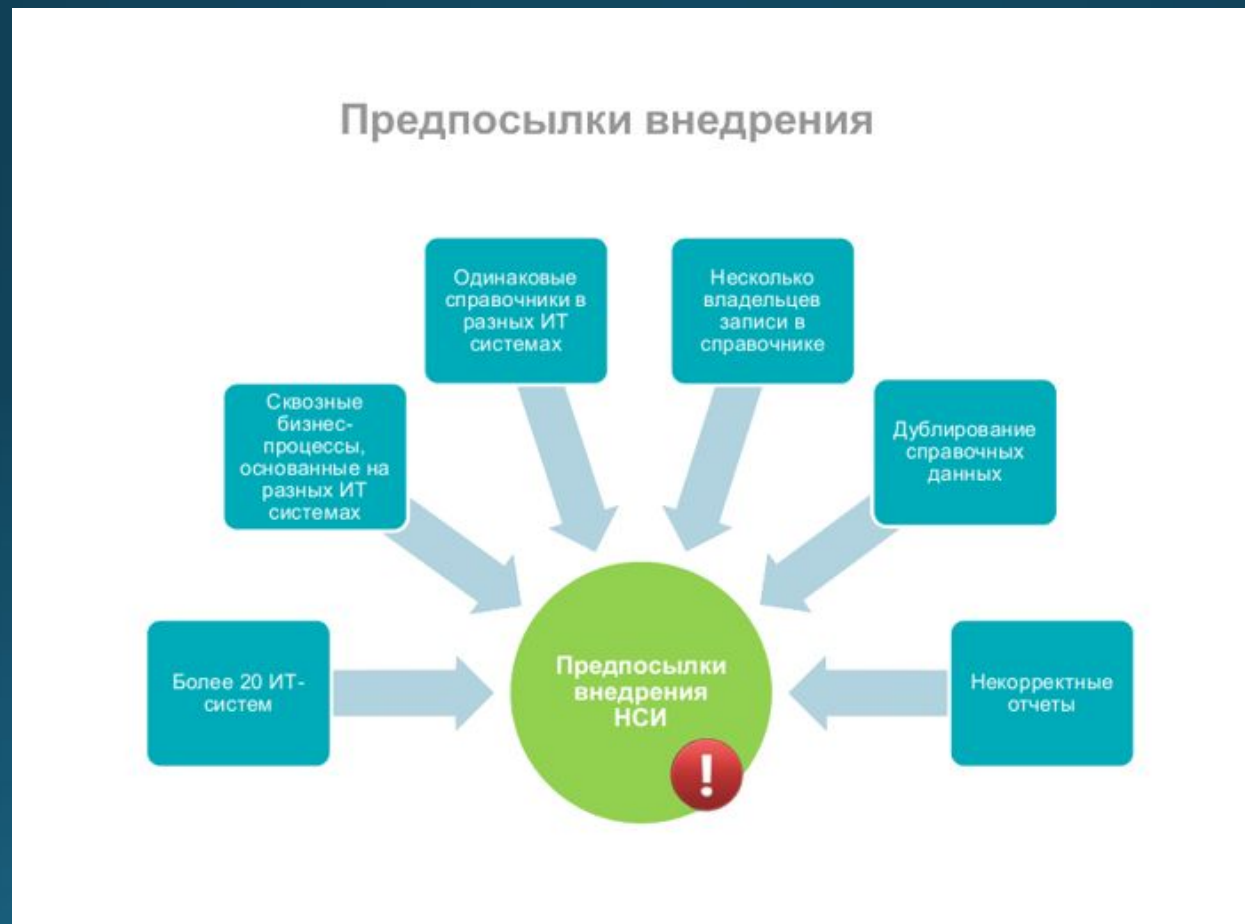 Предпосылки внедрения
Одинаковые
справочники в
разных ИТ
системах
Несколько
владельцев
записи в
справочнике
Сквозные
бизнес-
процессы,
основанные на
разных ИТ
системах
Дублирование
справочных
данных
Более 20 ИТ-
систем
Предпосылки
внедрения
НСИ
!
Некорректные
отчеты